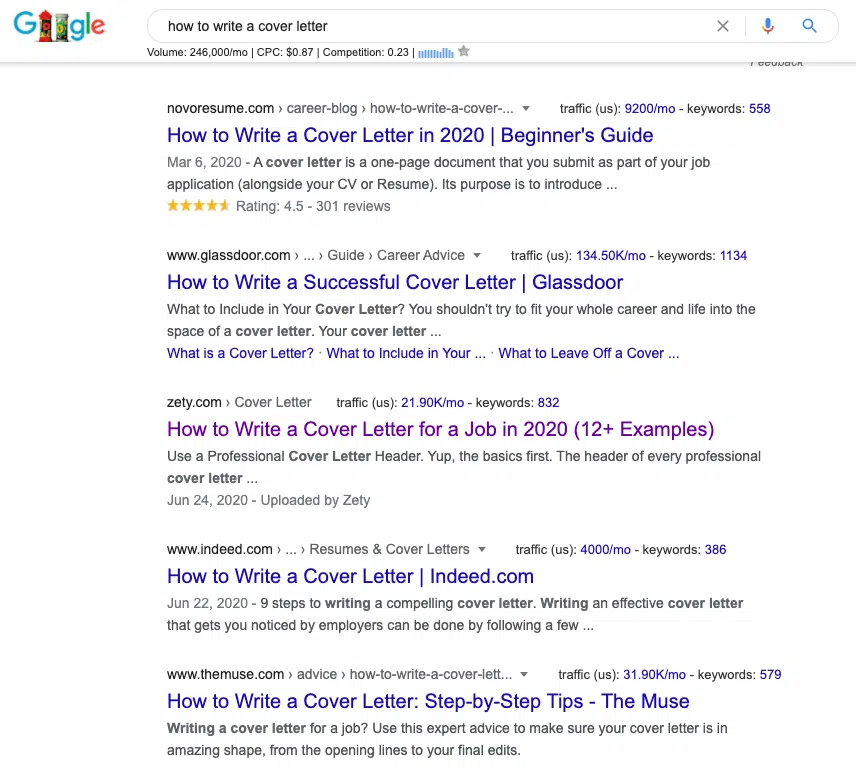 Google
how to write a cover letter
Volume: 246,000/mo | CPC: $0.87 | Competition: 0.23 |
Feedback
novoresume.com › career-blog › how-to-write-a-cover-... traffic (us): 9200/mo - keywords: 558
How to Write a Cover Letter in 2020 | Beginner's Guide
Mar 6, 2020 - A cover letter is a one-page document that you submit as part of your job
application (alongside your CV or Resume). Its purpose is to introduce ...
Rating: 4.5 - 301 reviews
www.glassdoor.com › ... › Guide › Career Advice traffic (us): 134.50K/mo - keywords: 1134
How to Write a Successful Cover Letter | Glassdoor
What to Include in Your Cover Letter? You shouldn't try to fit your whole career and life into the
space of a cover letter. Your cover letter ...
What is a Cover Letter? · What to Include in Your ... · What to Leave Off a Cover ...
zety.com › Cover Letter traffic (us): 21.90K/mo - keywords: 832
How to Write a Cover Letter for a Job in 2020 (12+ Examples)
Use a Professional Cover Letter Header. Yup, the basics first. The header of every professional
cover letter ...
Jun 24, 2020 - Uploaded by Zety
www.indeed.com › ... › Resumes & Cover Letters traffic (us): 4000/mo - keywords: 386
How to Write a Cover Letter | Indeed.com
Jun 22, 2020 - 9 steps to writing a compelling cover letter. Writing an effective cover letter
that gets you noticed by employers can be done by following a few ...
www.themuse.com › advice › how-to-write-a-cover-lett... traffic (us): 31.90K/mo - keywords: 579
How to Write a Cover Letter: Step-by-Step Tips - The Muse
Writing a cover letter for a job? Use this expert advice to make sure your cover letter is in
amazing shape, from the opening lines to your final edits.